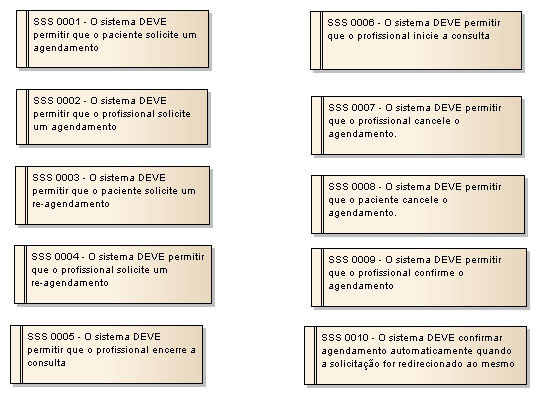 SSS 0001 - O sistema DEVE
permitir que o paciente solicite um
agendamento
SSS 0002 - O sistema DEVE
permitir que o profissional solicite
um agendamento
SSS 0003 - O sistema DEVE
permitir que o paciente solicite um
re-agendamento
SSS 0004 - O sistema DEVE permitir
que o profissional solicite um
re-agendamento
SSS 0005 - O sistema DEVE
permitir que o profissional encerre a
consulta
SSS 0006 - O sistema DEVE permitir
que o profissional inicie a consulta
SSS 0007 - O sistema DEVE permitir
que o profissional cancele o
agendamento.
SSS 0008 - O sistema DEVE permitir
que o paciente cancele o
agendamento.
SSS 0009 - O sistema DEVE permitir
que o profissional confirme o
agendamento
SSS 0010 - O sistema DEVE confirmar
agendamento automaticamente quando
a solicitação for redirecionado ao mesmo